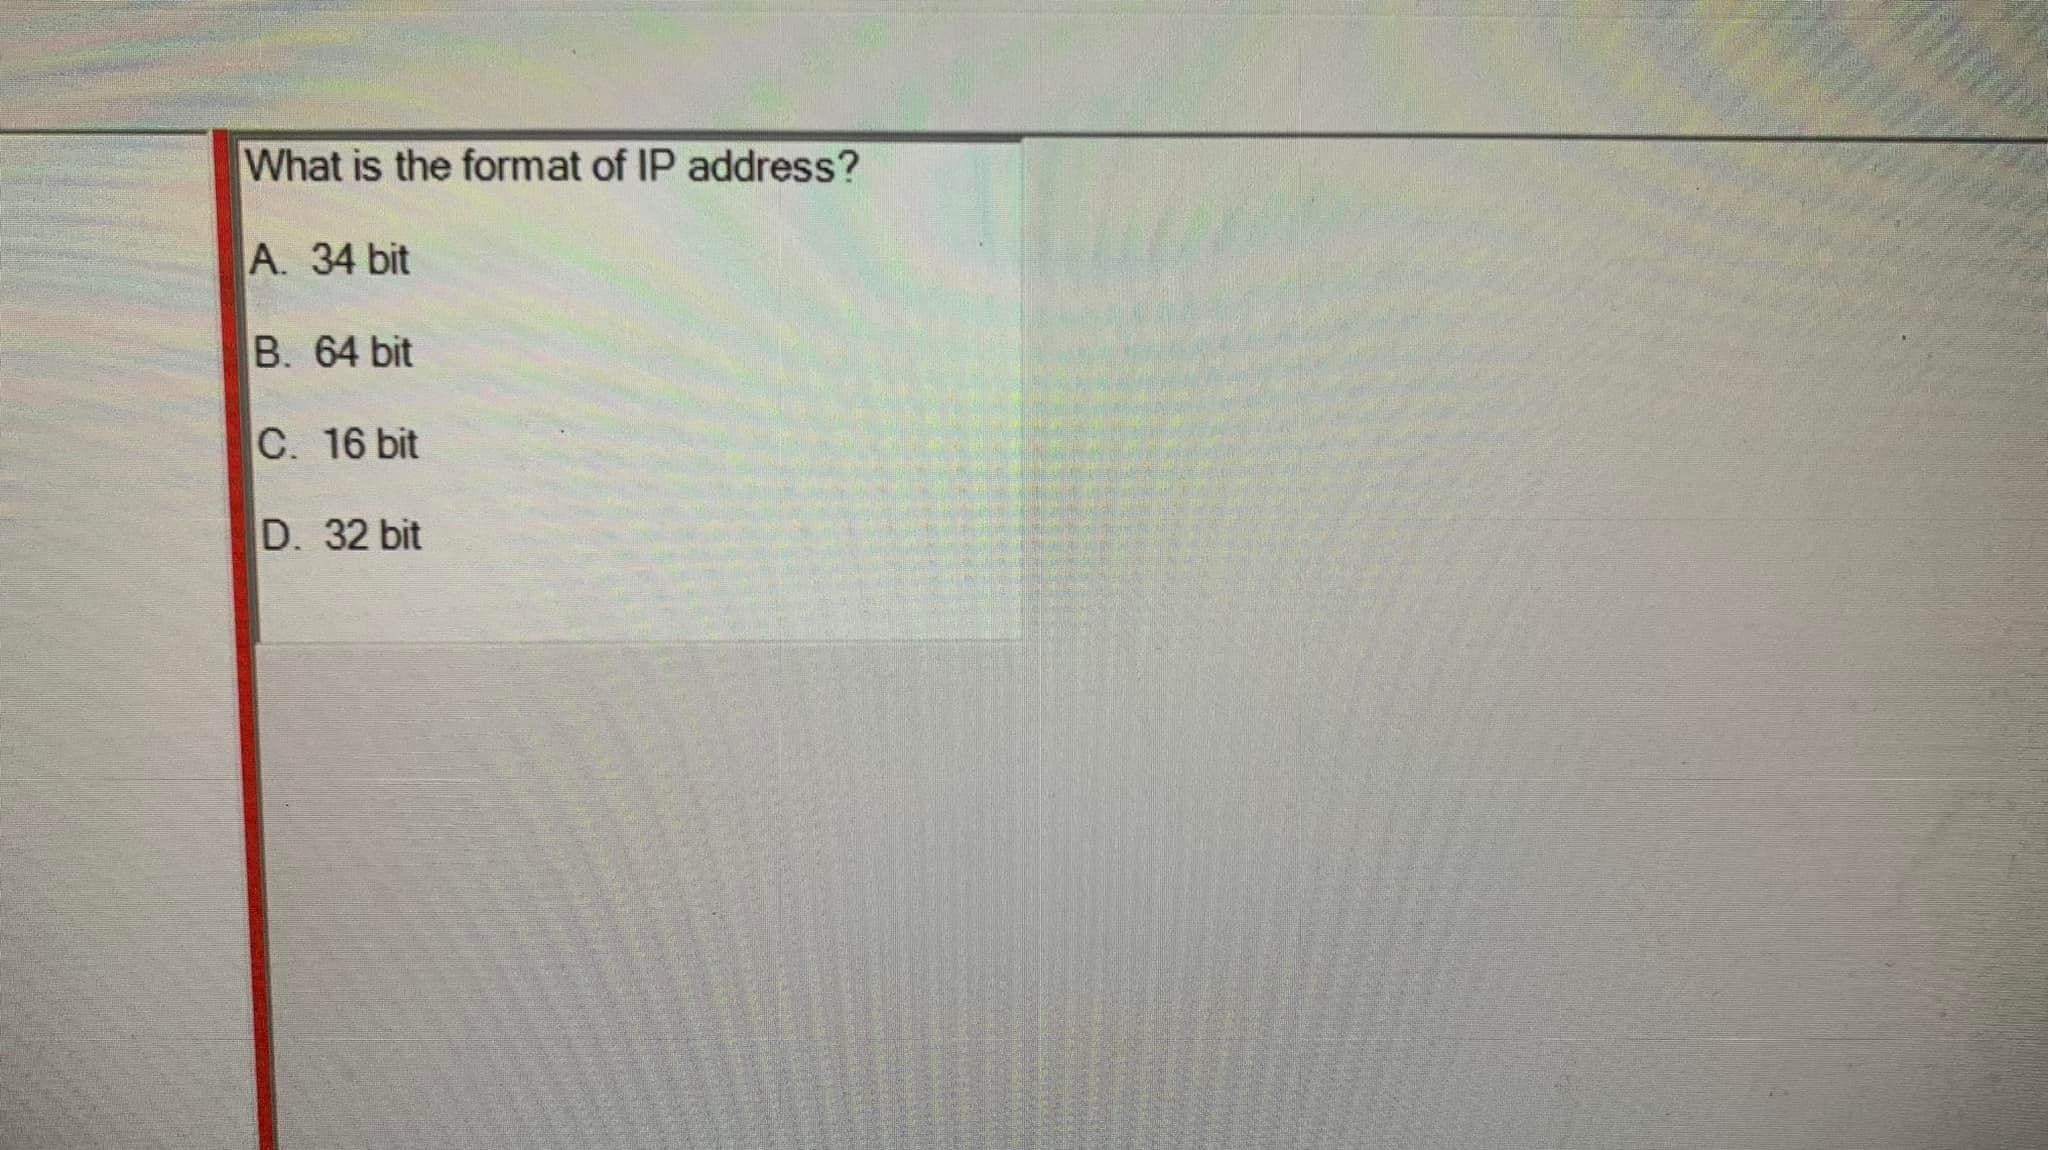 What is the format of IP address?
A. 34 bit
B. 64 bit
C. 16 bit
D. 32 bit